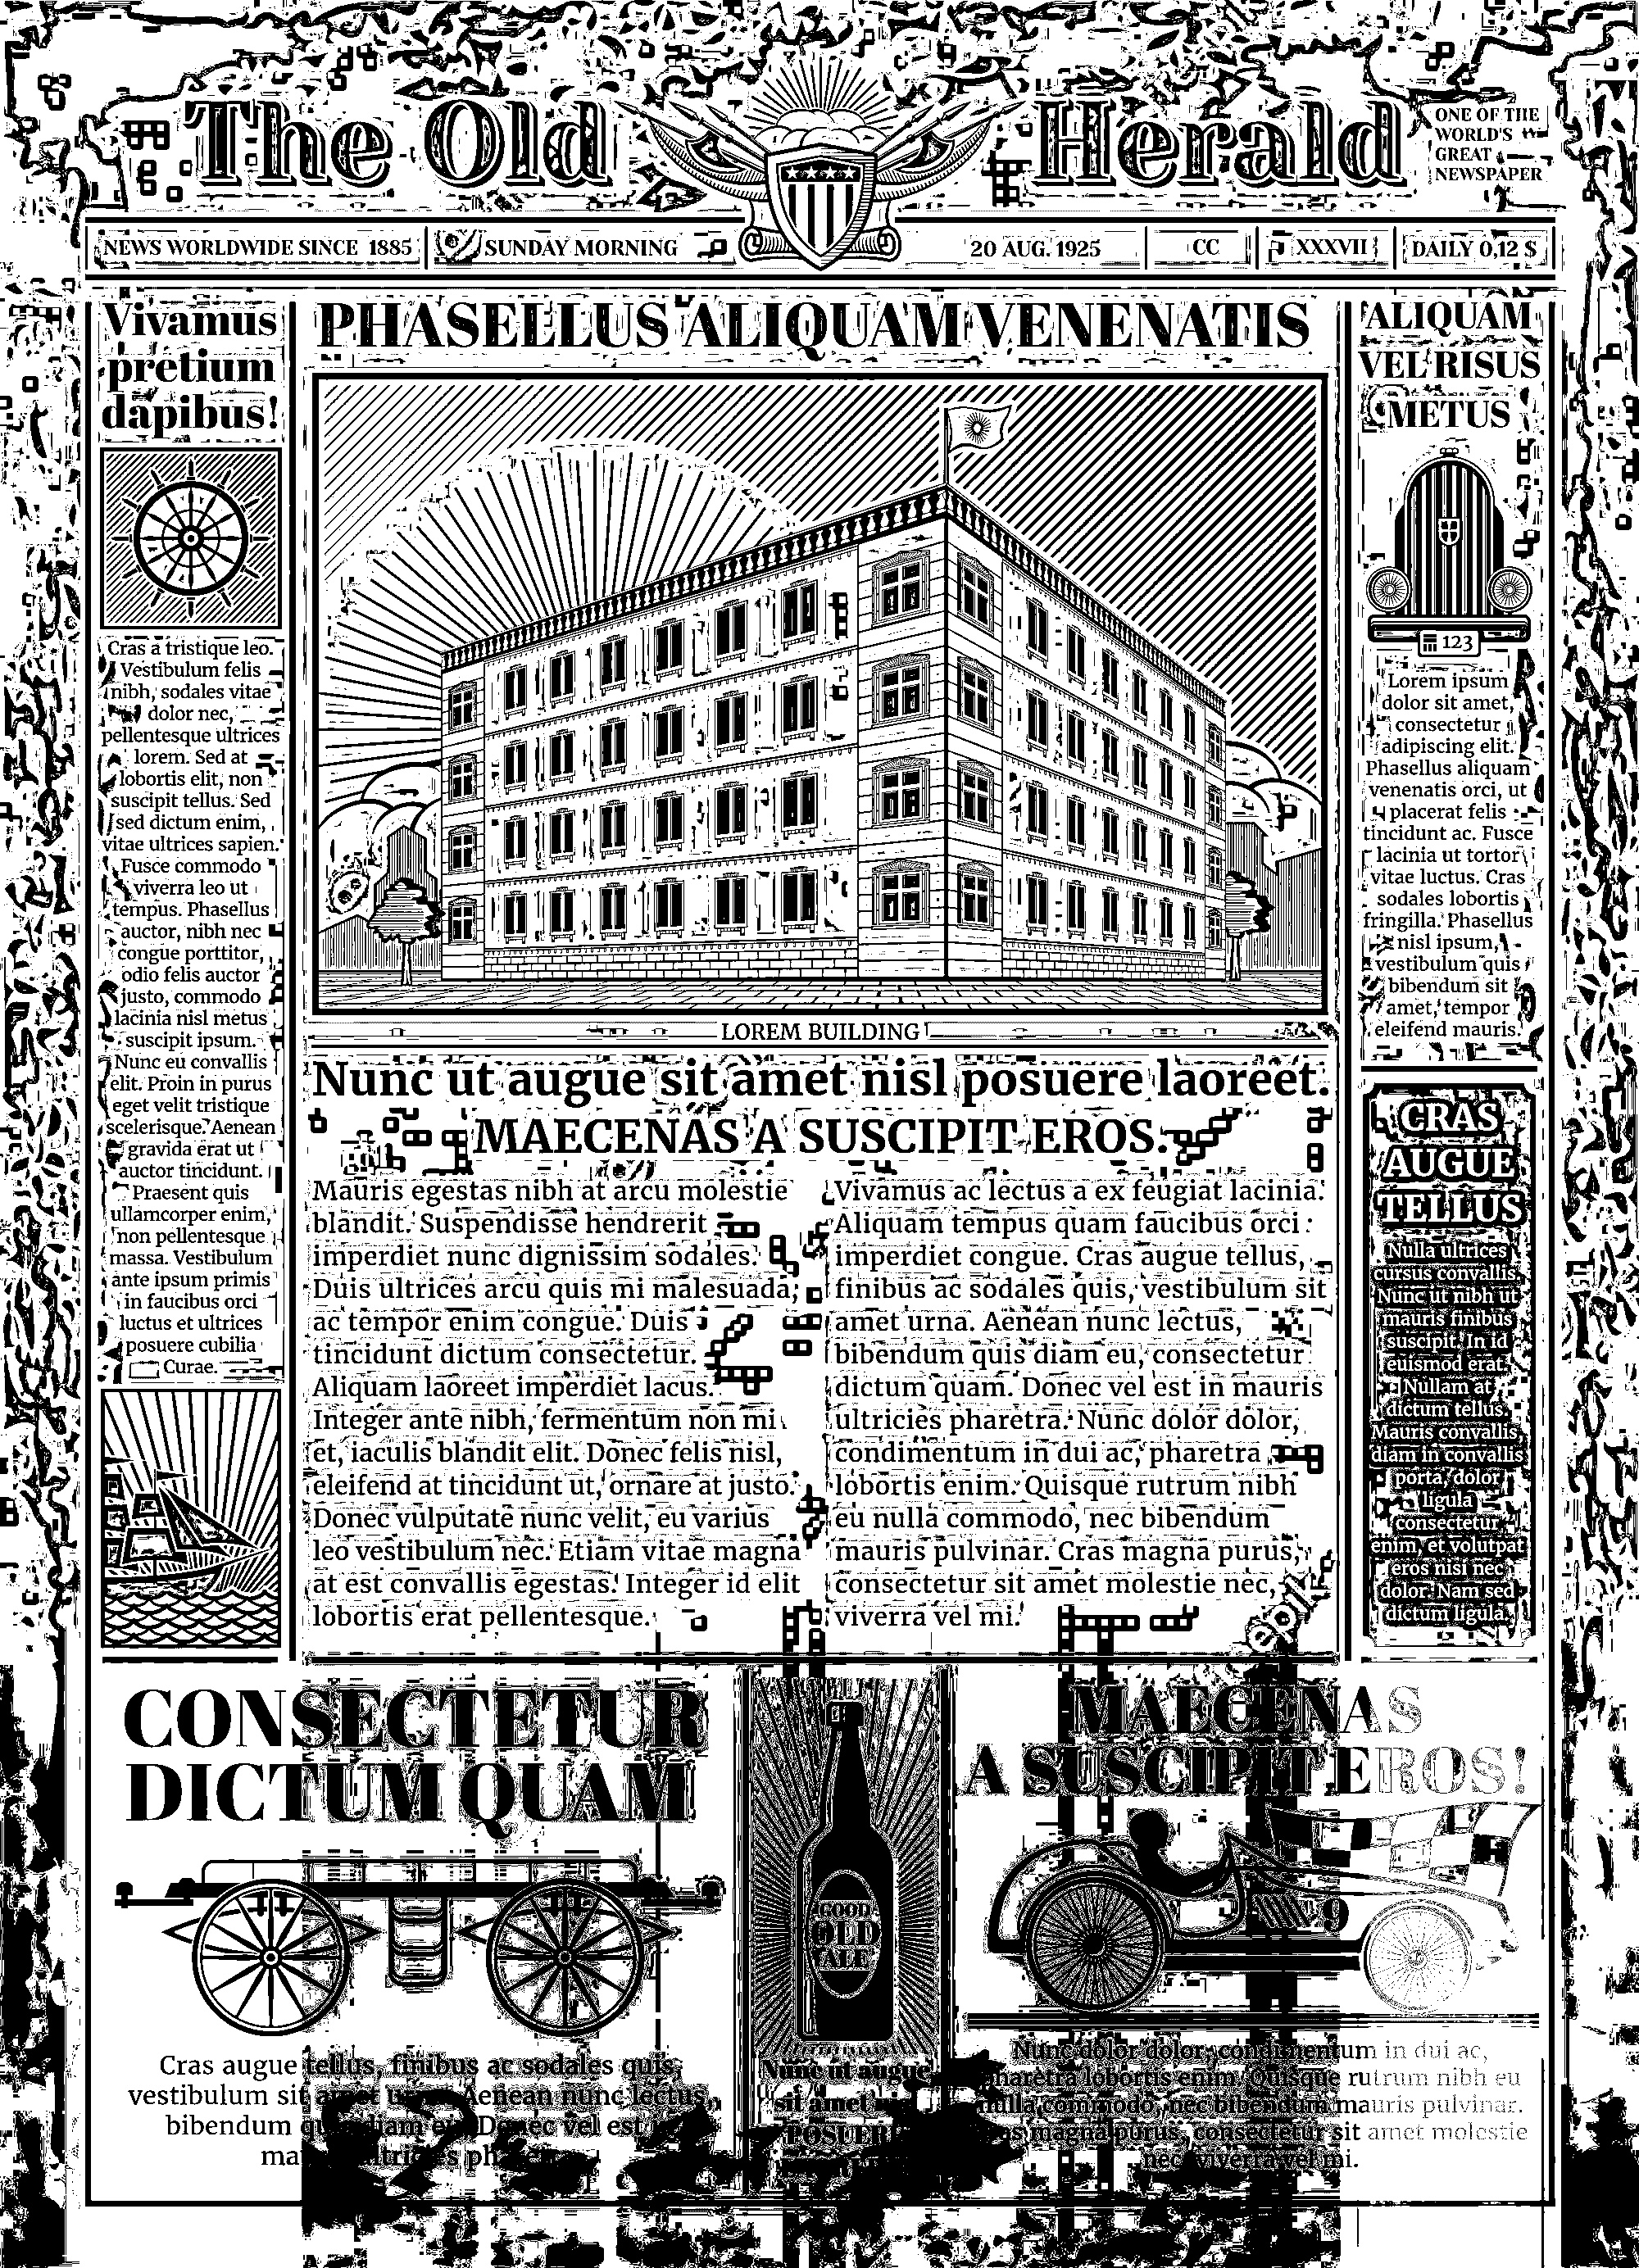 The Old Herald
ONE OF THE
WORLD'S
GREAT
NEWSPAPER
NEWS WORLDWIDE SINCE 1885
SUNDAY MORNING
20 AUG. 1925
CC
XXXVII
DAILY 0,12 $
Vivamus
pretium
dapibus!
Cras a tristique leo.
Vestibulum felis
nibh, sodales vitae
dolor nec,
pellentesque ultrices
lorem. Sed at
lobortis elit, non
suscipit tellus. Sed
sed dictum enim,
vitae ultrices sapien.
Fusce commodo
viverra leo ut
tempus. Phasellus
auctor, nibh nec
congue porttitor,
odio felis auctor
justo, commodo
lacinia nisl metus
suscipit ipsum.
Nunc eu convallis
elit. Proin in purus
eget velit tristique
scelerisque. Aenean
gravida erat ut
auctor tincidunt.
Praesent quis
ullamcorper enim,
non pellentesque
massa. Vestibulum
ante ipsum primis
in faucibus orci
luctus et ultrices
posuere cubilia
Curae.
PHASELLUS ALIQUAM VENENATIS
LOREM BUILDING
Nunc ut augue sit amet nisl posuere laoreet.
MAECENAS A SUSCIPIT EROS.
Mauris egestas nibh at arcu molestie
blandit. Suspendisse hendrerit
imperdiet nunc dignissim sodales.
Duis ultrices arcu quis mi malesuada,
ac tempor enim congue. Duis
tincidunt dictum consectetur.
Aliquam laoreet imperdiet lacus.
Integer ante nibh, fermentum non mi
et, iaculis blandit elit. Donec felis nisl,
eleifend at tincidunt ut, ornare at justo.
Donec vulputate nunc velit, eu varius
leo vestibulum nec. Etiam vitae magna
at est convallis egestas. Integer id elit
lobortis erat pellentesque.
Vivamus ac lectus a ex feugiat lacinia.
Aliquam tempus quam faucibus orci
imperdiet congue. Cras augue tellus,
finibus ac sodales quis, vestibulum sit
amet urna. Aenean nunc lectus,
bibendum quis diam eu, consectetur
dictum quam. Donec vel est in mauris
ultricies pharetra. Nunc dolor dolor,
condimentum in dui ac, pharetra
lobortis enim. Quisque rutrum nibh
eu nulla commodo, nec bibendum
mauris pulvinar. Cras magna purus,
consectetur sit amet molestie nec,
viverra vel mi.
ALIQUAM
VEL RISUS
METUS
123
Lorem ipsum
dolor sit amet,
consectetur
adipiscing elit.
Phasellus aliquam
venenatis orci, ut
placerat felis
tincidunt ac. Fusce
lacinia ut tortor
vitae luctus. Cras
sodales lobortis
fringilla. Phasellus
nisl ipsum,
vestibulum quis
bibendum sit
amet, tempor
eleifend mauris.
CRAS
AUGUE
TELLUS
Nulla ultrices
cursus convallis.
Nunc ut nibh ut
mauris finibus
suscipit. In id
euismod erat.
Nullam at
dictum tellus.
Mauris convallis,
diam in convallis
porta, dolor
ligula
consectetur
enim, et volutpat
eros nisi nec
dolor. Nam sed
dictum ligula.
CONSECTETUR
DICTUM QUAM
Cras augue tellus, finibus ac sodales quis,
vestibulum sit Aenean nunc lectus,
bibendum diam Donec vel est
GOOD
OLD
ALE
Nunc ut augue
sit amet
MAECENAS
A SUSCIPIT EROS!
9
Nunc dolor dolor, condimentum in dui ac,
pharetra lobortis enim. Quisque rutrum nibh eu
nulla commodo, nec bibendum mauris pulvinar.
magna purus, consectetur sit amet molestie
nec, viverra vel mi.